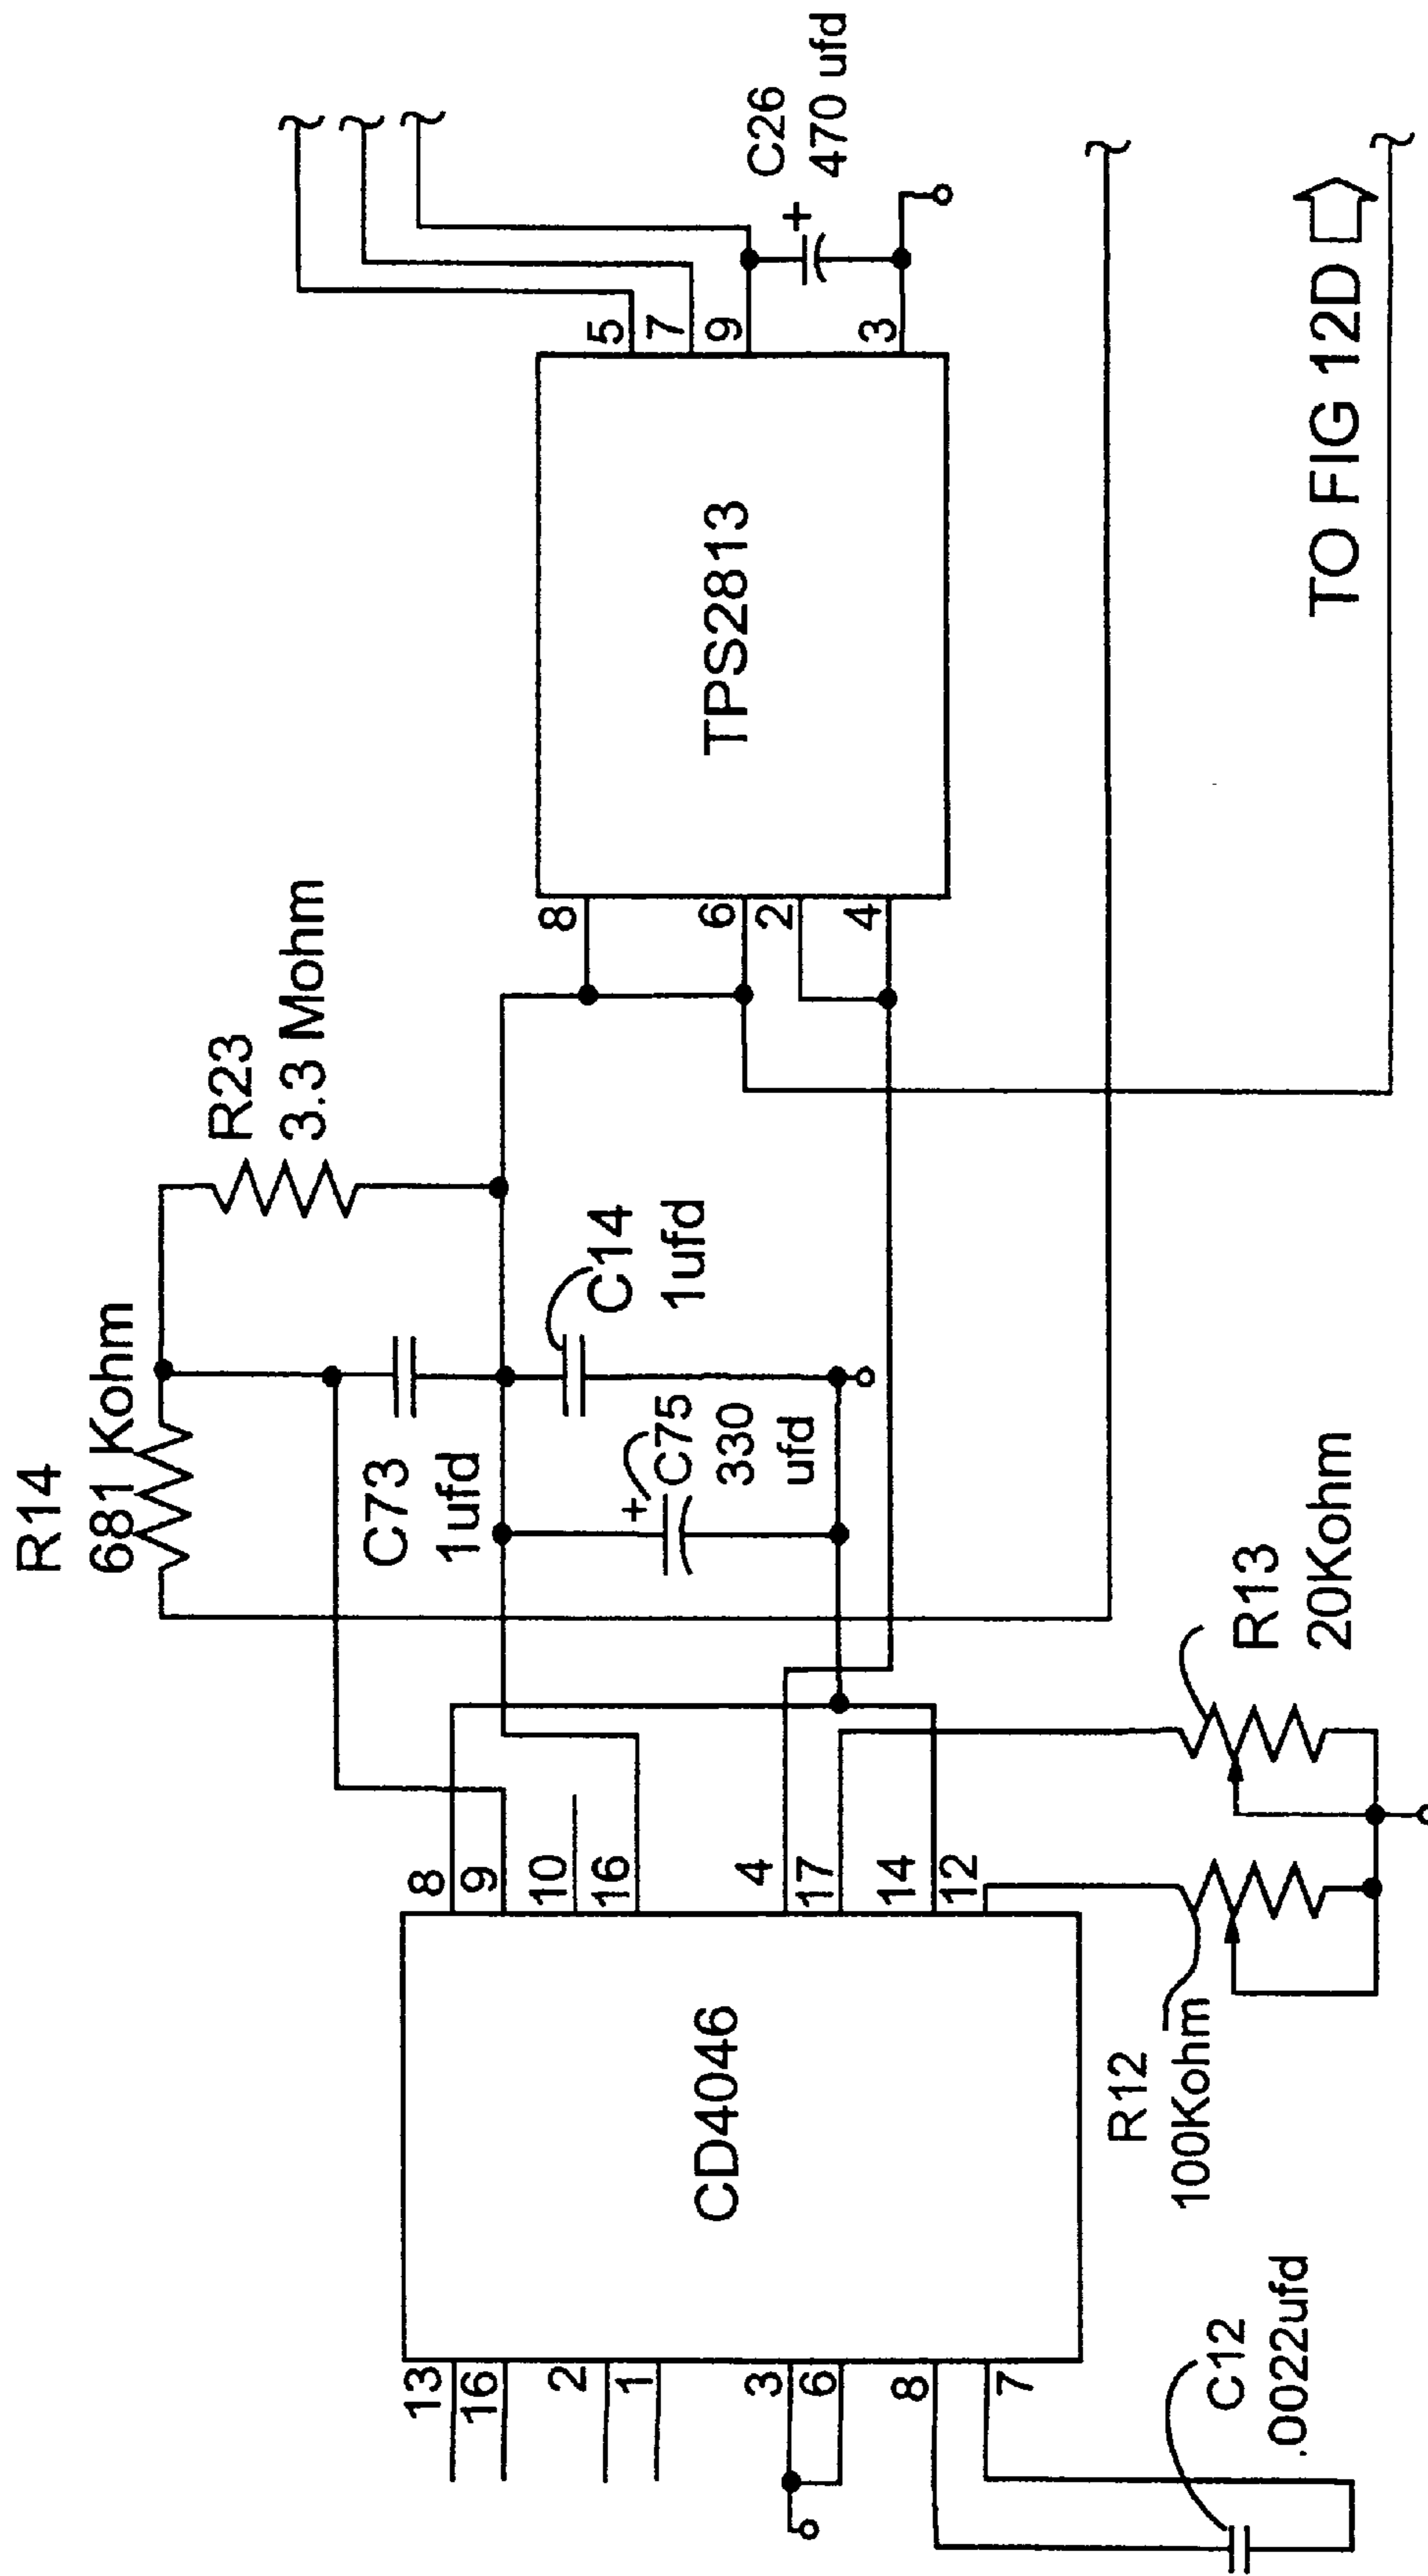 R14
681 Kohm
R23
3.3 Mohm
C73
1ufd
C14
1ufd
+
C75
330
ufd
8
9
10
16
4
17
14
12
CD4046
13
16
2
1
3
6
8
7
C12
.0022ufd
R12
100Kohm
R13
20Kohm
8
6
2
4
TPS2813
5
7
9
3
+
C26
470 ufd
TO FIG 12D